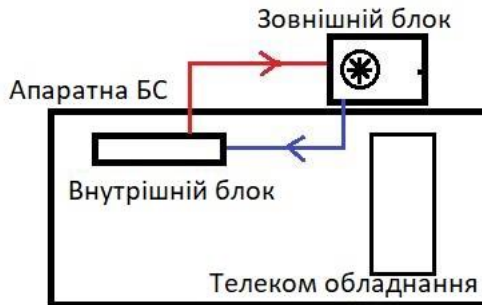 Зовнішній блок
Апаратна БС
Внутрішній блок
Телеком обладнання